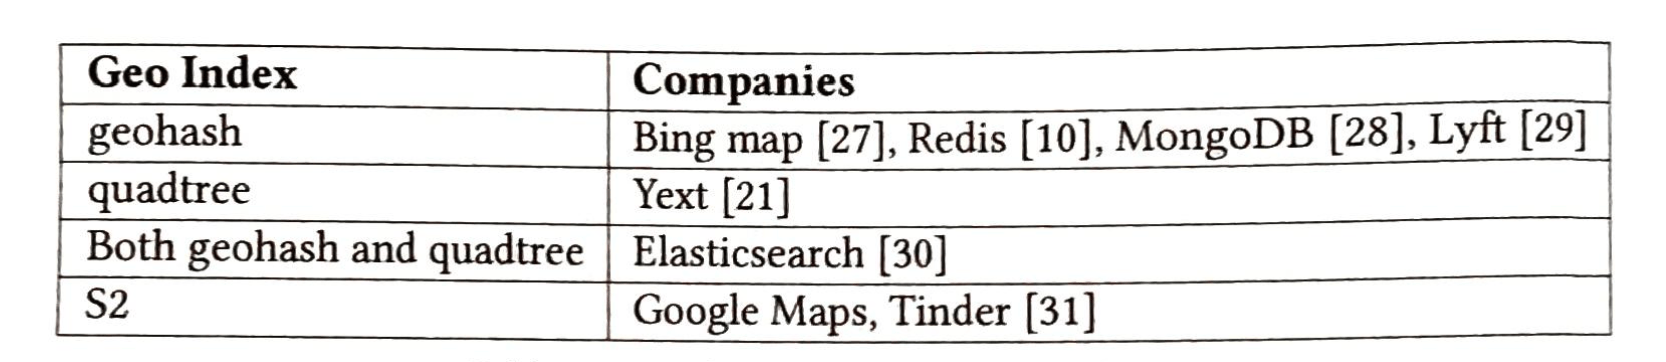 Geo Index Companies
geohash Bing map [27], Redis [10], MongoDB [28], Lyft [29]
quadtree Yext [21]
Both geohash and quadtree Elasticsearch [30]
S2 Google Maps, Tinder [31]